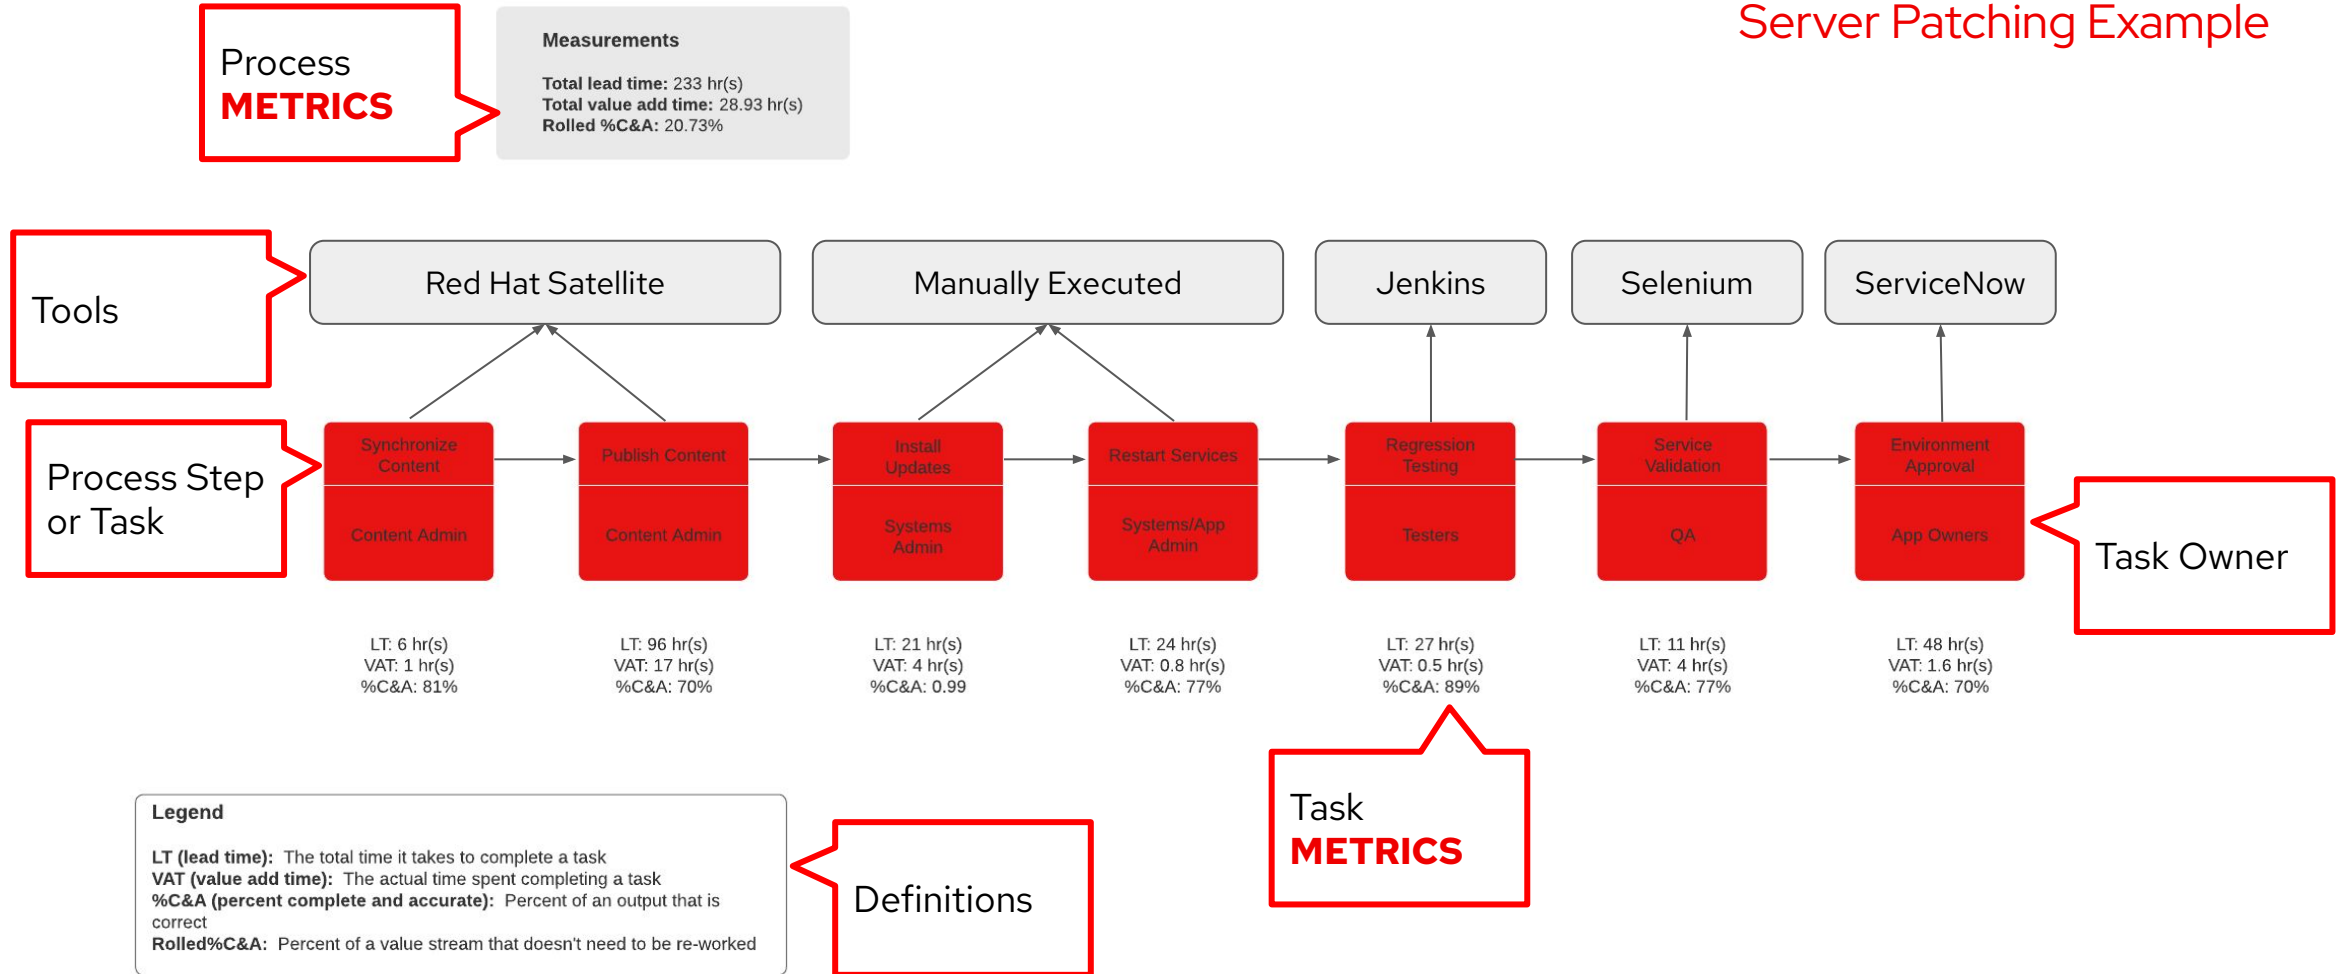 Server Patching Example
Process
METRICS
Measurements
Total lead time: 233 hr(s)
Total value add time: 28.93 hr(s)
Rolled %C&A: 20.73%
Tools
Red Hat Satellite
Manually Executed
Jenkins
Selenium
ServiceNow
Process Step
or Task
Synchronize
Content
Content Admin
Publish Content
Content Admin
Install
Updates
Systems
Admin
Restart Services
Systems/App
Admin
Regression
Testing
Testers
Service
Validation
QA
Environment
Approval
App Owners
Task Owner
LT: 6 hr(s)
VAT: 1 hr(s)
%C&A: 81%
LT: 96 hr(s)
VAT: 17 hr(s)
%C&A: 70%
LT: 21 hr(s)
VAT: 4 hr(s)
%C&A: 0.99
LT: 24 hr(s)
VAT: 0.8 hr(s)
%C&A: 77%
LT: 27 hr(s)
VAT: 0.5 hr(s)
%C&A: 89%
LT: 11 hr(s)
VAT: 4 hr(s)
%C&A: 77%
LT: 48 hr(s)
VAT: 1.6 hr(s)
%C&A: 70%
Task
METRICS
Legend
LT (lead time): The total time it takes to complete a task
VAT (value add time): The actual time spent completing a task
%C&A (percent complete and accurate): Percent of an output that is
correct
Rolled%C&A: Percent of a value stream that doesn't need to be re-worked
Definitions